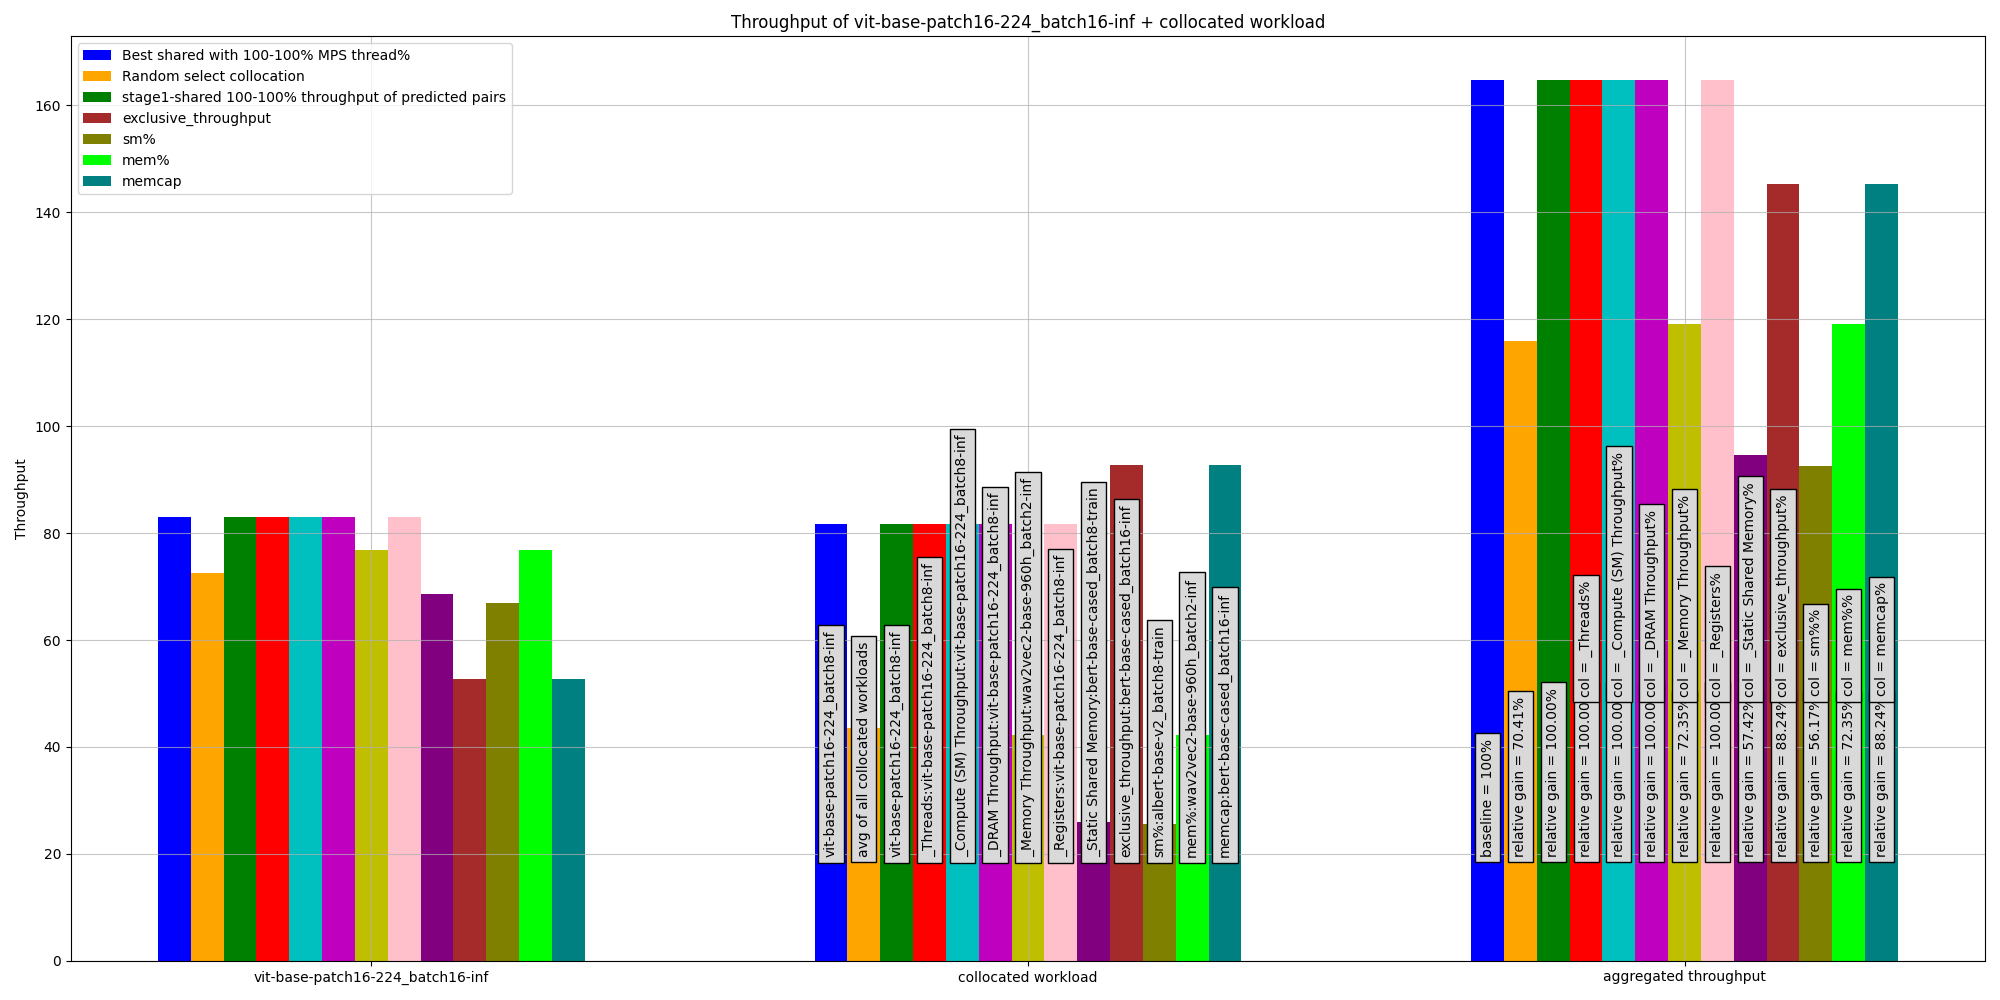 Throughput of vit-base-patch16-224_batch16-inf + collocated workload
Best shared with 100-100% MPS thread%
Random select collocation
stage1-shared 100-100% throughput of predicted pairs
exclusive_throughput
sm%
mem%
memcap
Throughput
160
140
120
100
80
60
40
20
0
vit-base-patch16-224_batch8-inf
avg of all collocated workloads
vit-base-patch16-224_batch8-inf
_Threads:vit-base-patch16-224_batch8-inf
_Compute (SM) Throughput:vit-base-patch16-224_batch8-inf
_DRAM Throughput:vit-base-patch16-224_batch8-inf
_Memory Throughput:wav2vec2-base-960h_batch2-inf
_Registers:vit-base-patch16-224_batch8-inf
_Static Shared Memory:bert-base-cased_batch8-train
exclusive_throughput:bert-base-cased_batch16-inf
sm%:albert-base-v2_batch8-train
mem%:wav2vec2-base-960h_batch2-inf
memcap:bert-base-cased_batch16-inf
baseline = 100%
relative gain = 70.41%
relative gain = 100.00%
relative gain = 100.00 col = _Threads%
relative gain = 100.00 col = _Compute (SM) Throughput%
relative gain = 100.00 col = _DRAM Throughput%
relative gain = 72.35% col = _Memory Throughput%
relative gain = 100.00 col = _Registers%
relative gain = 57.42% col = _Static Shared Memory%
relative gain = 88.24% col = exclusive_throughput%
relative gain = 56.17% col = sm%%
relative gain = 72.35% col = mem%%
relative gain = 88.24% col = memcap%
vit-base-patch16-224_batch16-inf
collocated workload
aggregated throughput